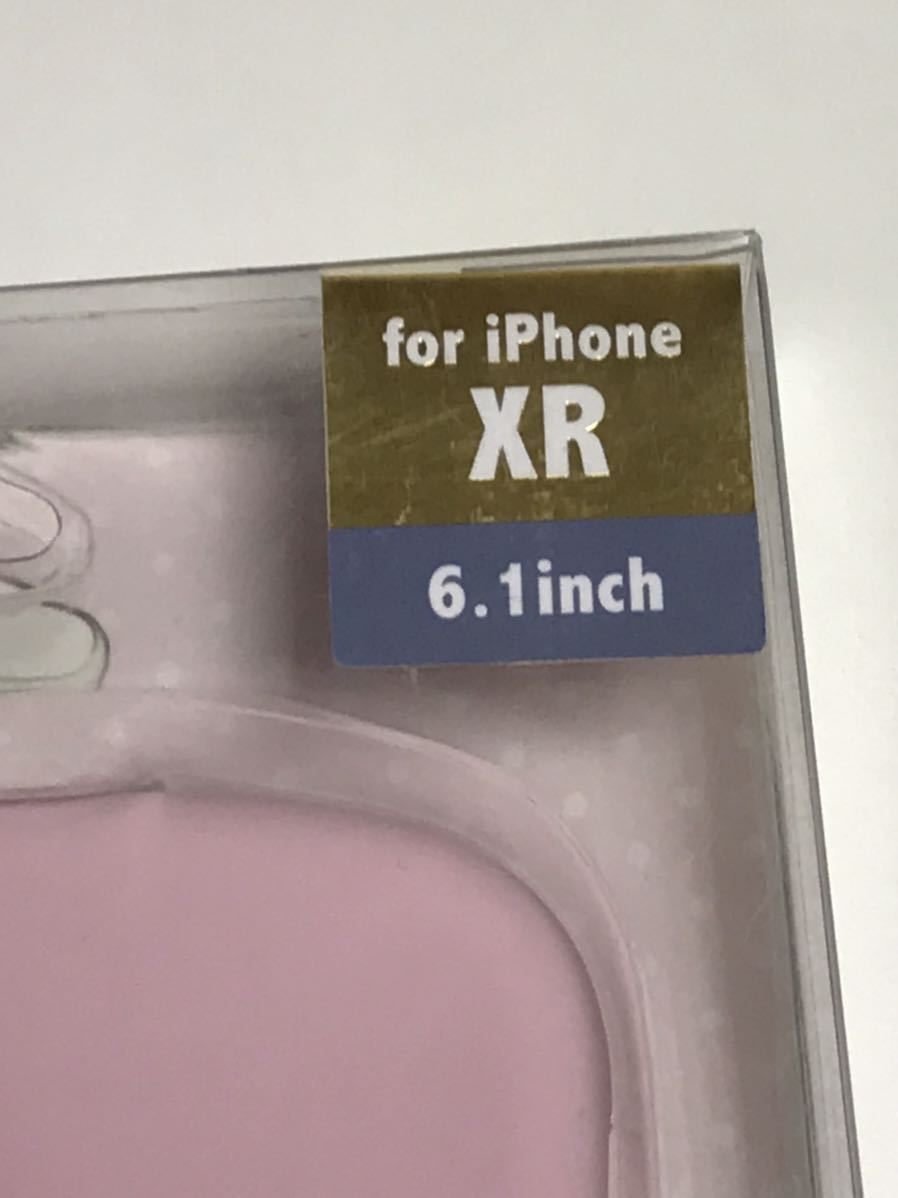 for iPhone
XR
6.1inch